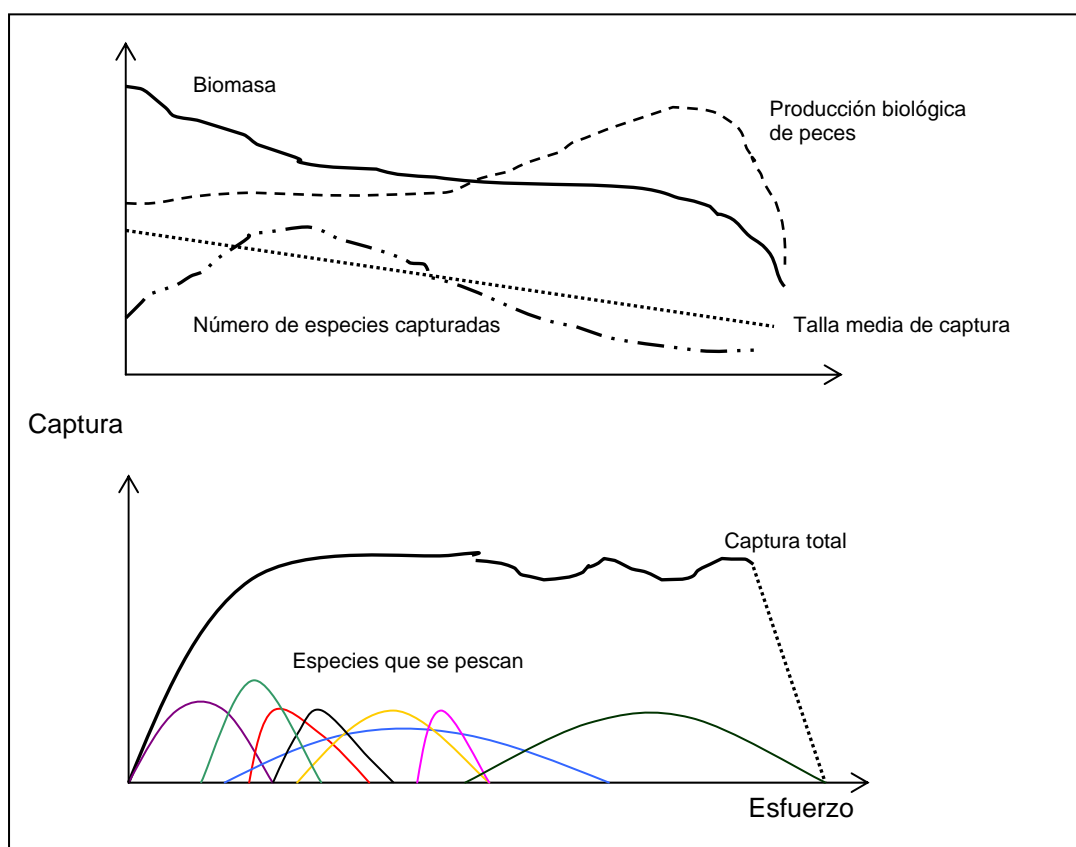 Biomasa
Producción biológica
de peces
Número de especies capturadas
Talla media de captura
Captura
Captura total
Especies que se pescan
Esfuerzo